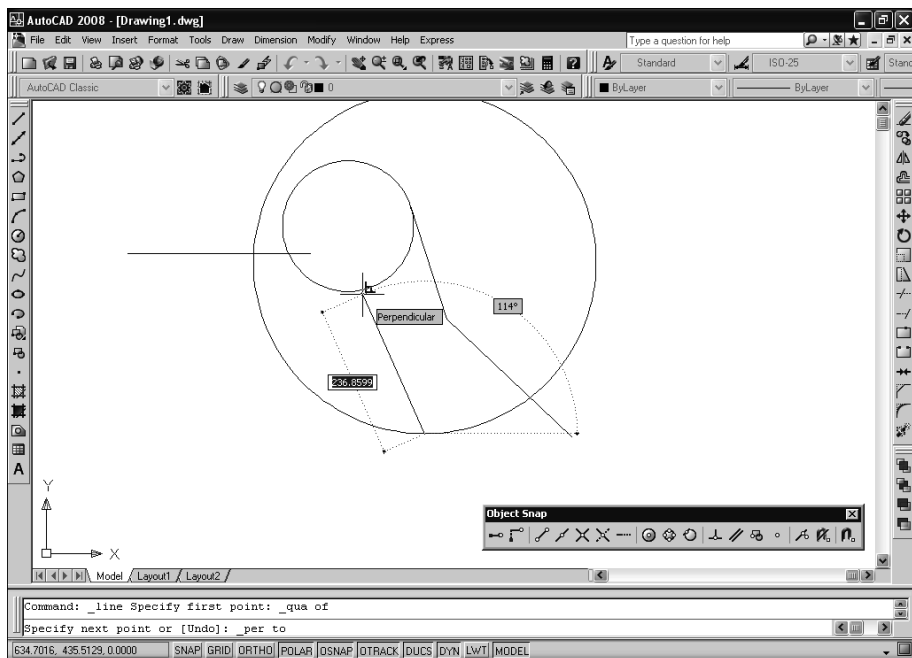 AutoCAD 2008 - [Drawing1.dwg]
File Edit View Insert Format Tools Draw Dimension Modify Window Help Express
Type a question for help
Standard
ISO-25
Stanc
AutoCAD Classic
0
ByLayer
ByLayer
114°
Perpendicular
236.8599
A
Y
X
Object Snap
Model Layout1 Layout2
Command: _line Specify first point: _qua of
Specify next point or [Undo]: _per to
634.7016, 435.5129, 0.0000 SNAP GRID ORTHO POLAR OSNAP OTRACK DUCS DYN LWT MODEL